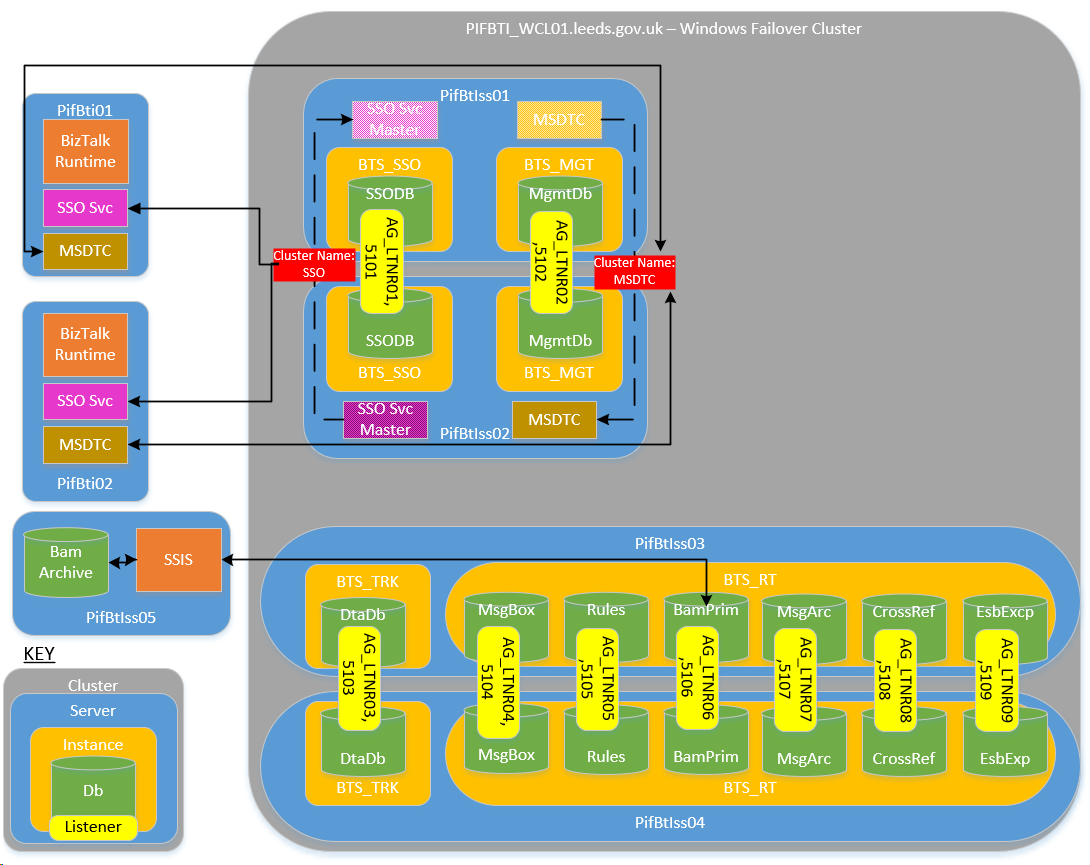 PIFBTI_WCL01.leeds.gov.uk – Windows Failover Cluster
PifBti01
BizTalk
Runtime
SSO Svc
MSDTC
BizTalk
Runtime
SSO Svc
MSDTC
PifBti02
PifBtIss01
SSO Svc
Master
MSDTC
BTS_SSO
SSODB
BTS_MGT
MgmtDb
AG_LTNR01,
5101
AG_LTNR02
,5102
Cluster Name:
SSO
Cluster Name:
MSDTC
SSODB
BTS_SSO
MgmtDb
BTS_MGT
SSO Svc
Master
MSDTC
PifBtIss02
Bam
Archive
SSIS
PifBtIss05
PifBtIss03
BTS_TRK
DtaDb
BTS_RT
MsgBox
Rules
BamPrim
MsgArc
CrossRef
EsbExcp
AG_LTNR03,
5103
AG_LTNR04,
5104
AG_LTNR05
,5105
AG_LTNR06
,5106
AG_LTNR07
,5107
AG_LTNR08
,5108
AG_LTNR09
,5109
DtaDb
BTS_TRK
MsgBox
Rules
BamPrim
MsgArc
CrossRef
EsbExp
BTS_RT
PifBtIss04
KEY
Cluster
Server
Instance
Db
Listener